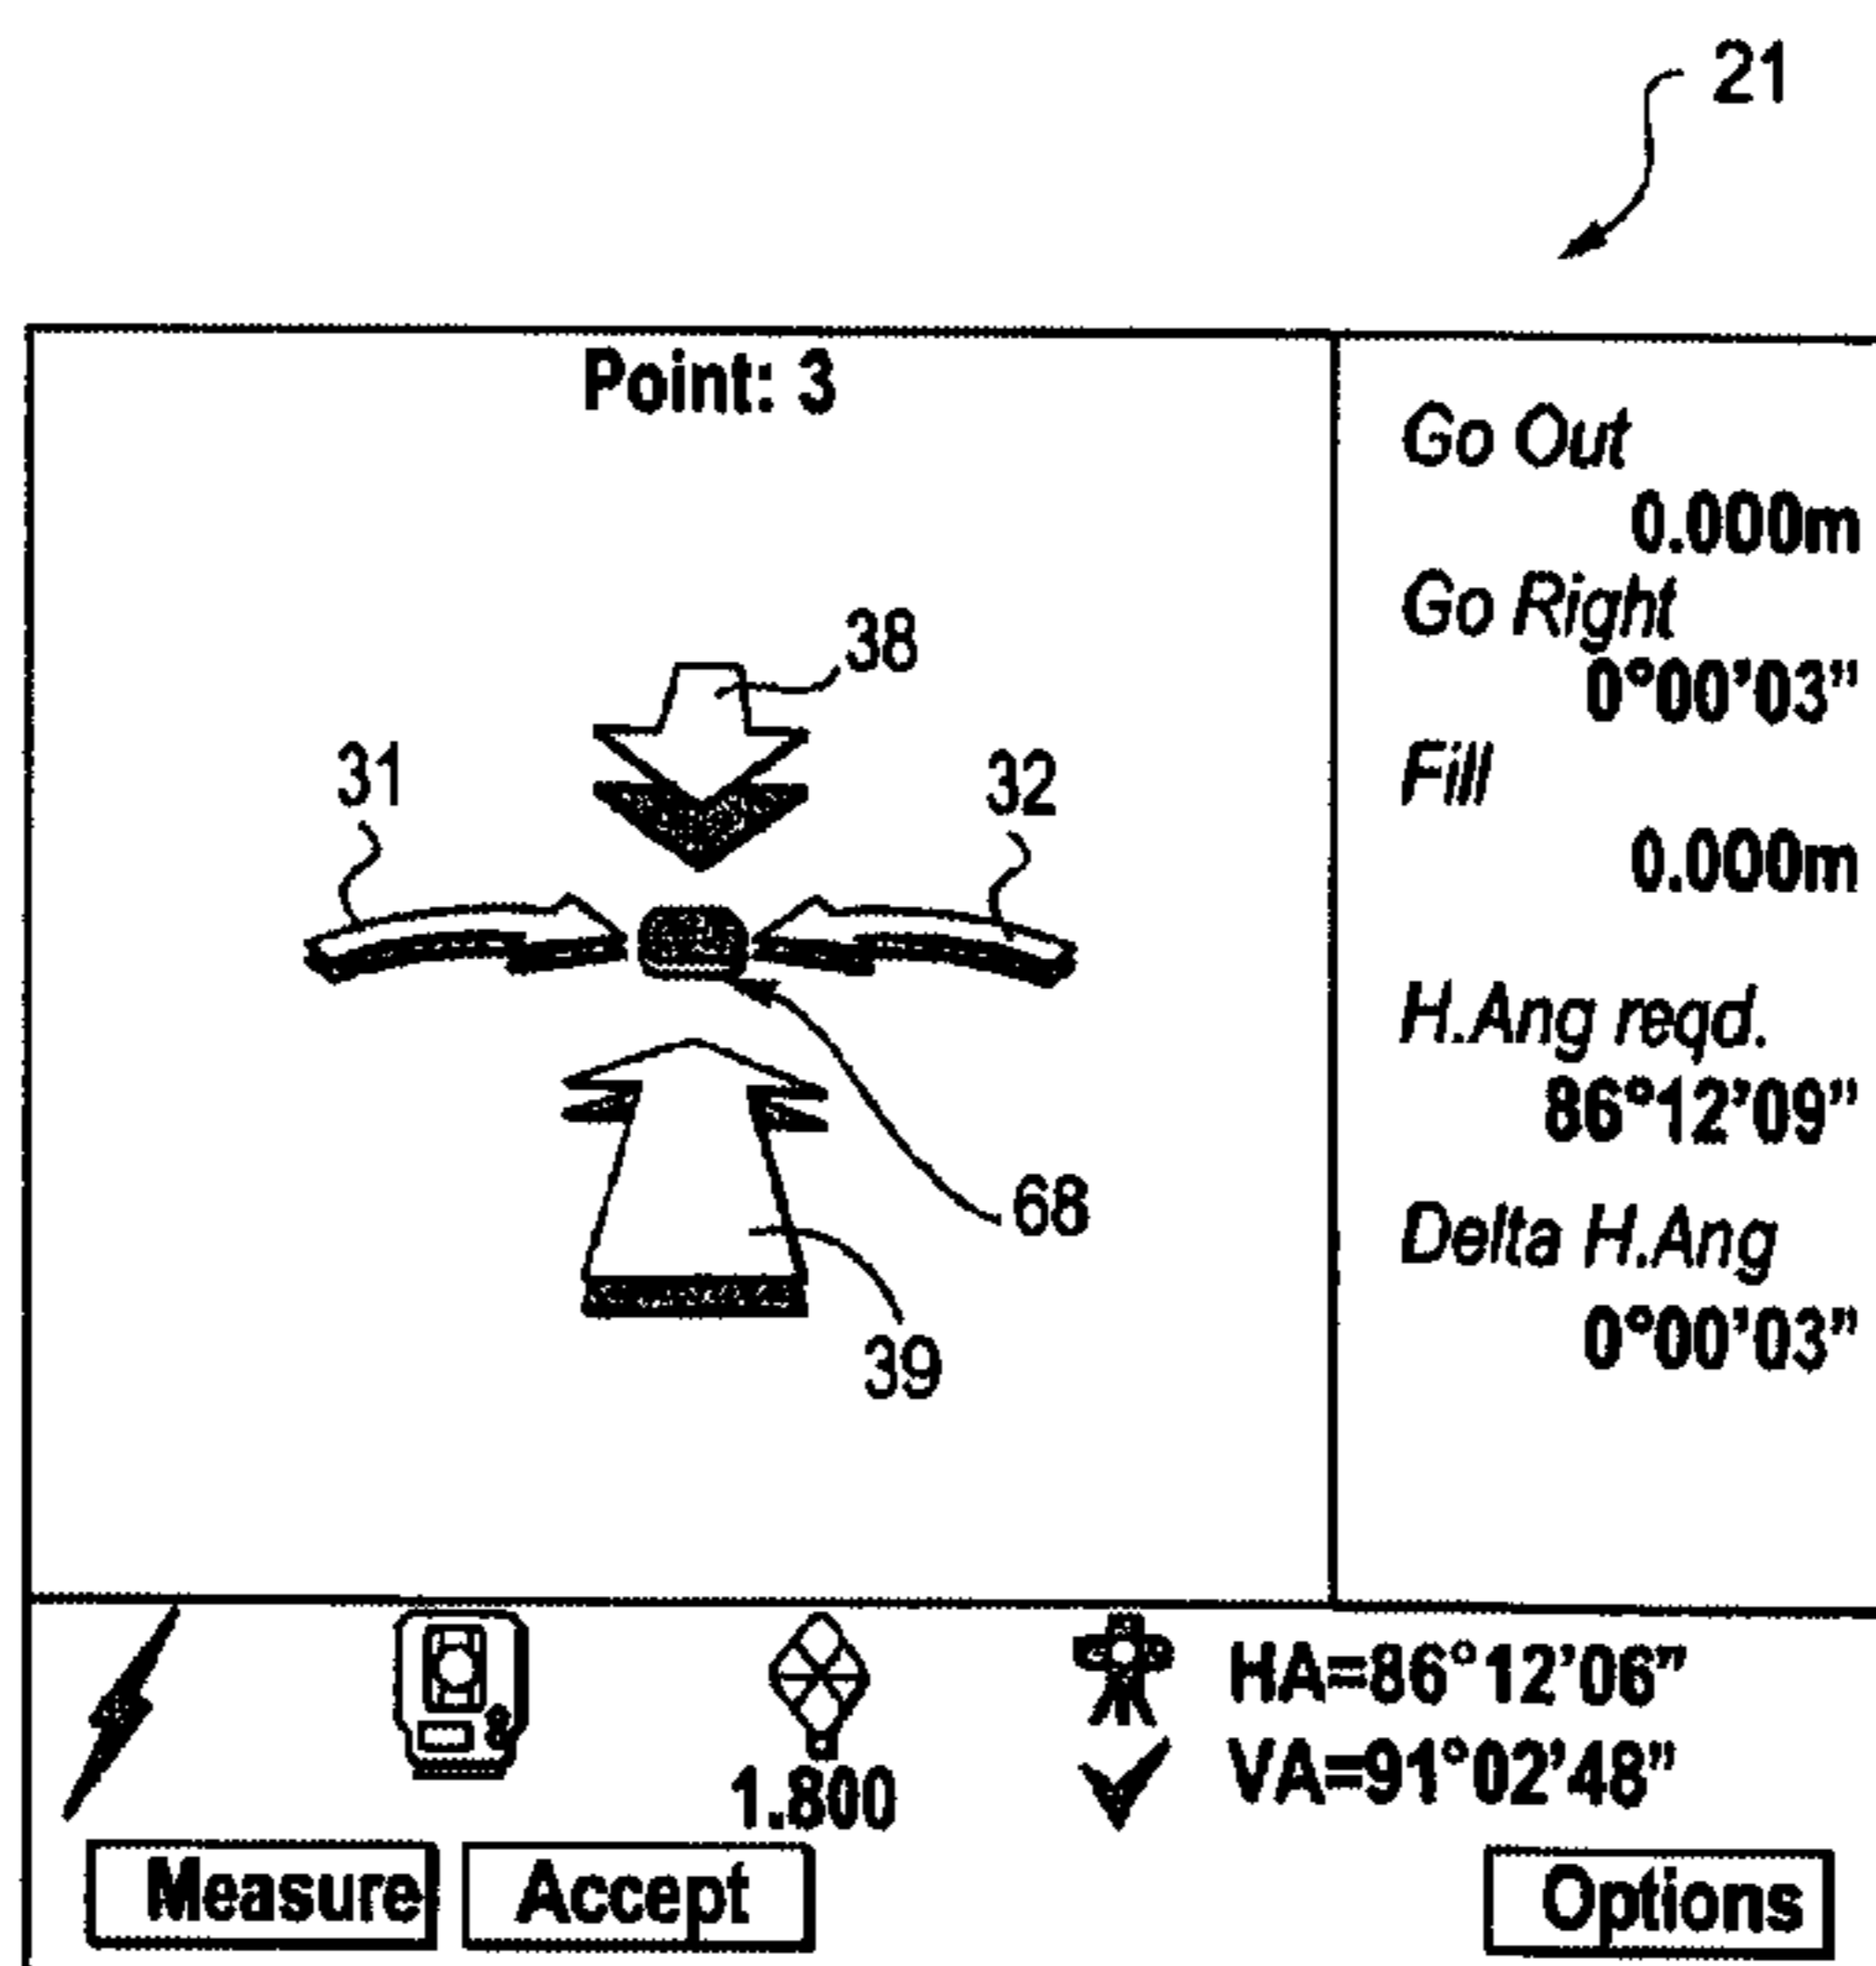 21
Point: 3
38
31
32
68
39
Go Out
0.000m
Go Right
0°00'03"
Fill
0.000m
H.Ang reqd.
86°12'09"
Delta H.Ang
0°00'03"
1.800
HA=86°12'06"
VA=91°02'48"
Measure
Accept
Options